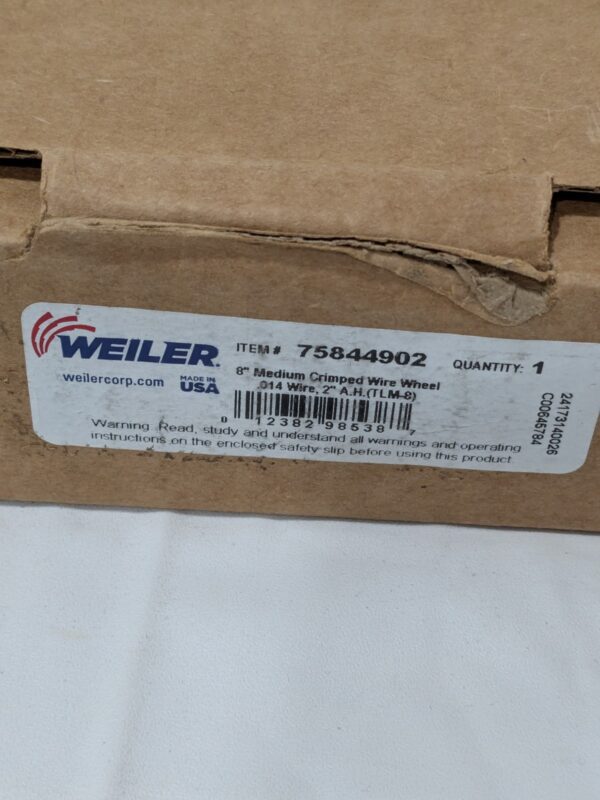 WEILER.
weilercorp.com
MADE IN
USA
ITEM # 75844902
QUANTITY: 1
8" Medium Crimped Wire Wheel
.014 Wire, 2" A.H.(TLM-8)
0 12382 98538 7
Warning: Read, study and understand all warnings and operating
instructions on the enclosed safety slip before using this product.
24173140026
C00645784